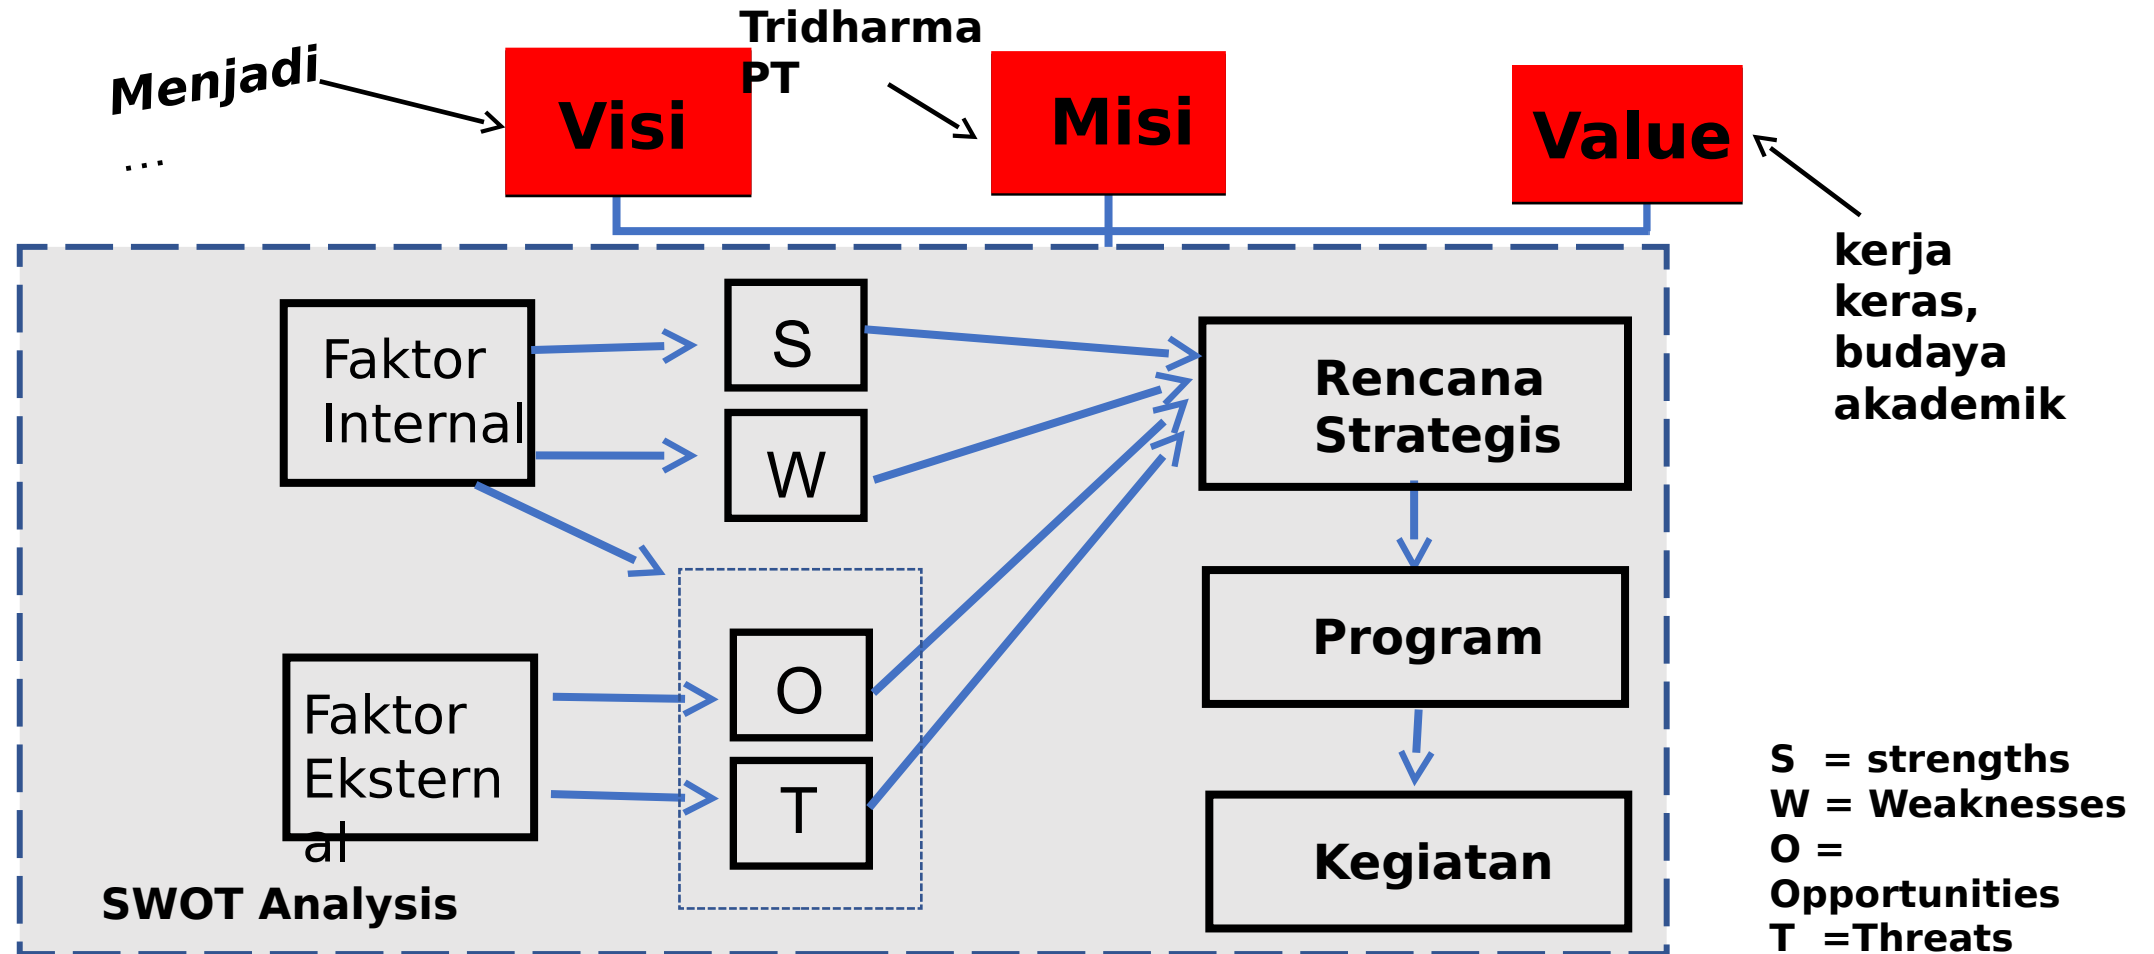 Menjadi
...
Visi
Tridharma
PT
Misi
Value
kerja
keras,
budaya
akademik
Faktor
Internal
S
W
Rencana
Strategis
Program
Faktor
Ekstern
al
O
T
Kegiatan
SWOT Analysis
S = strengths
W = Weaknesses
O =
Opportunities
T =Threats